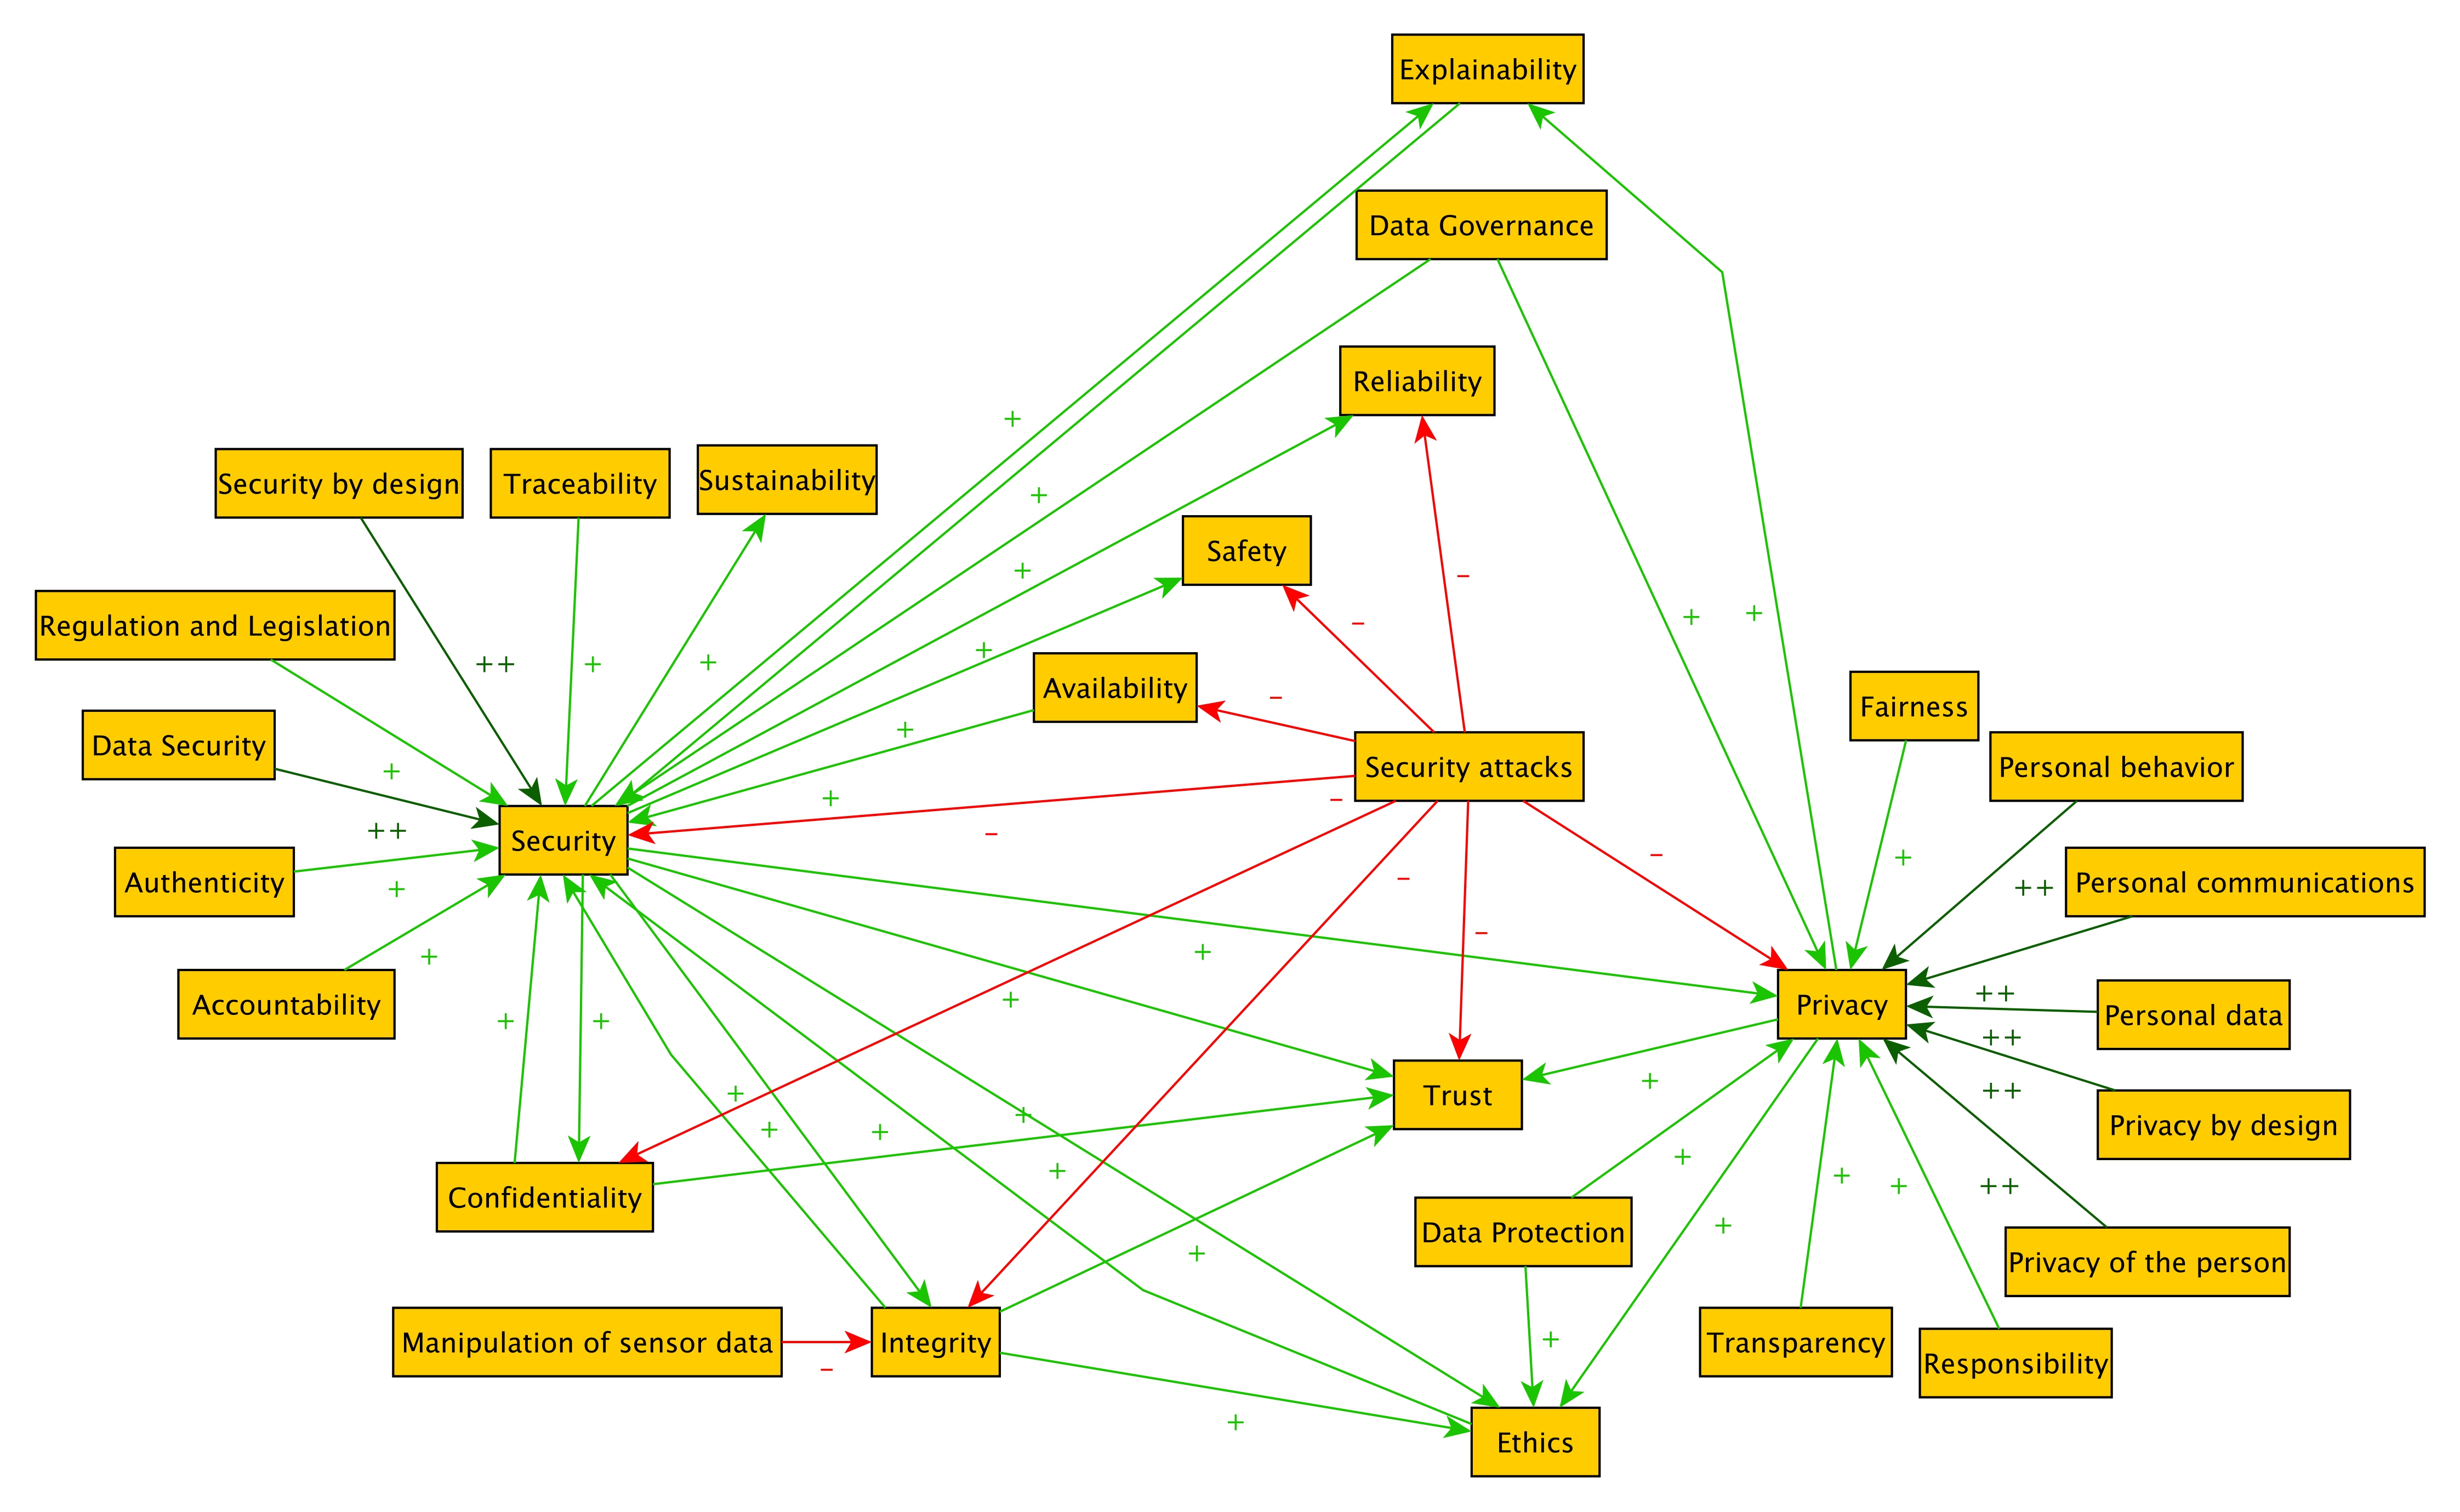 Explainability
Data Governance
Reliability
+
Security by design
Traceability
Sustainability
+
Safety
+
–
Regulation and Legislation
+
+
–
+
++
+
+
Availability
–
Fairness
+
Data Security
Security attacks
Personal behavior
+
+
–
++
Security
–
–
+
Authenticity
+
–
++
Personal communications
–
+
+
Accountability
+
++
Privacy
Personal data
+
+
++
+
+
++
Trust
+
+
+
Privacy by design
+
+
+
++
+
Confidentiality
Data Protection
+
+
Privacy of the person
Manipulation of sensor data
–
Integrity
+
Transparency
Responsibility
+
Ethics